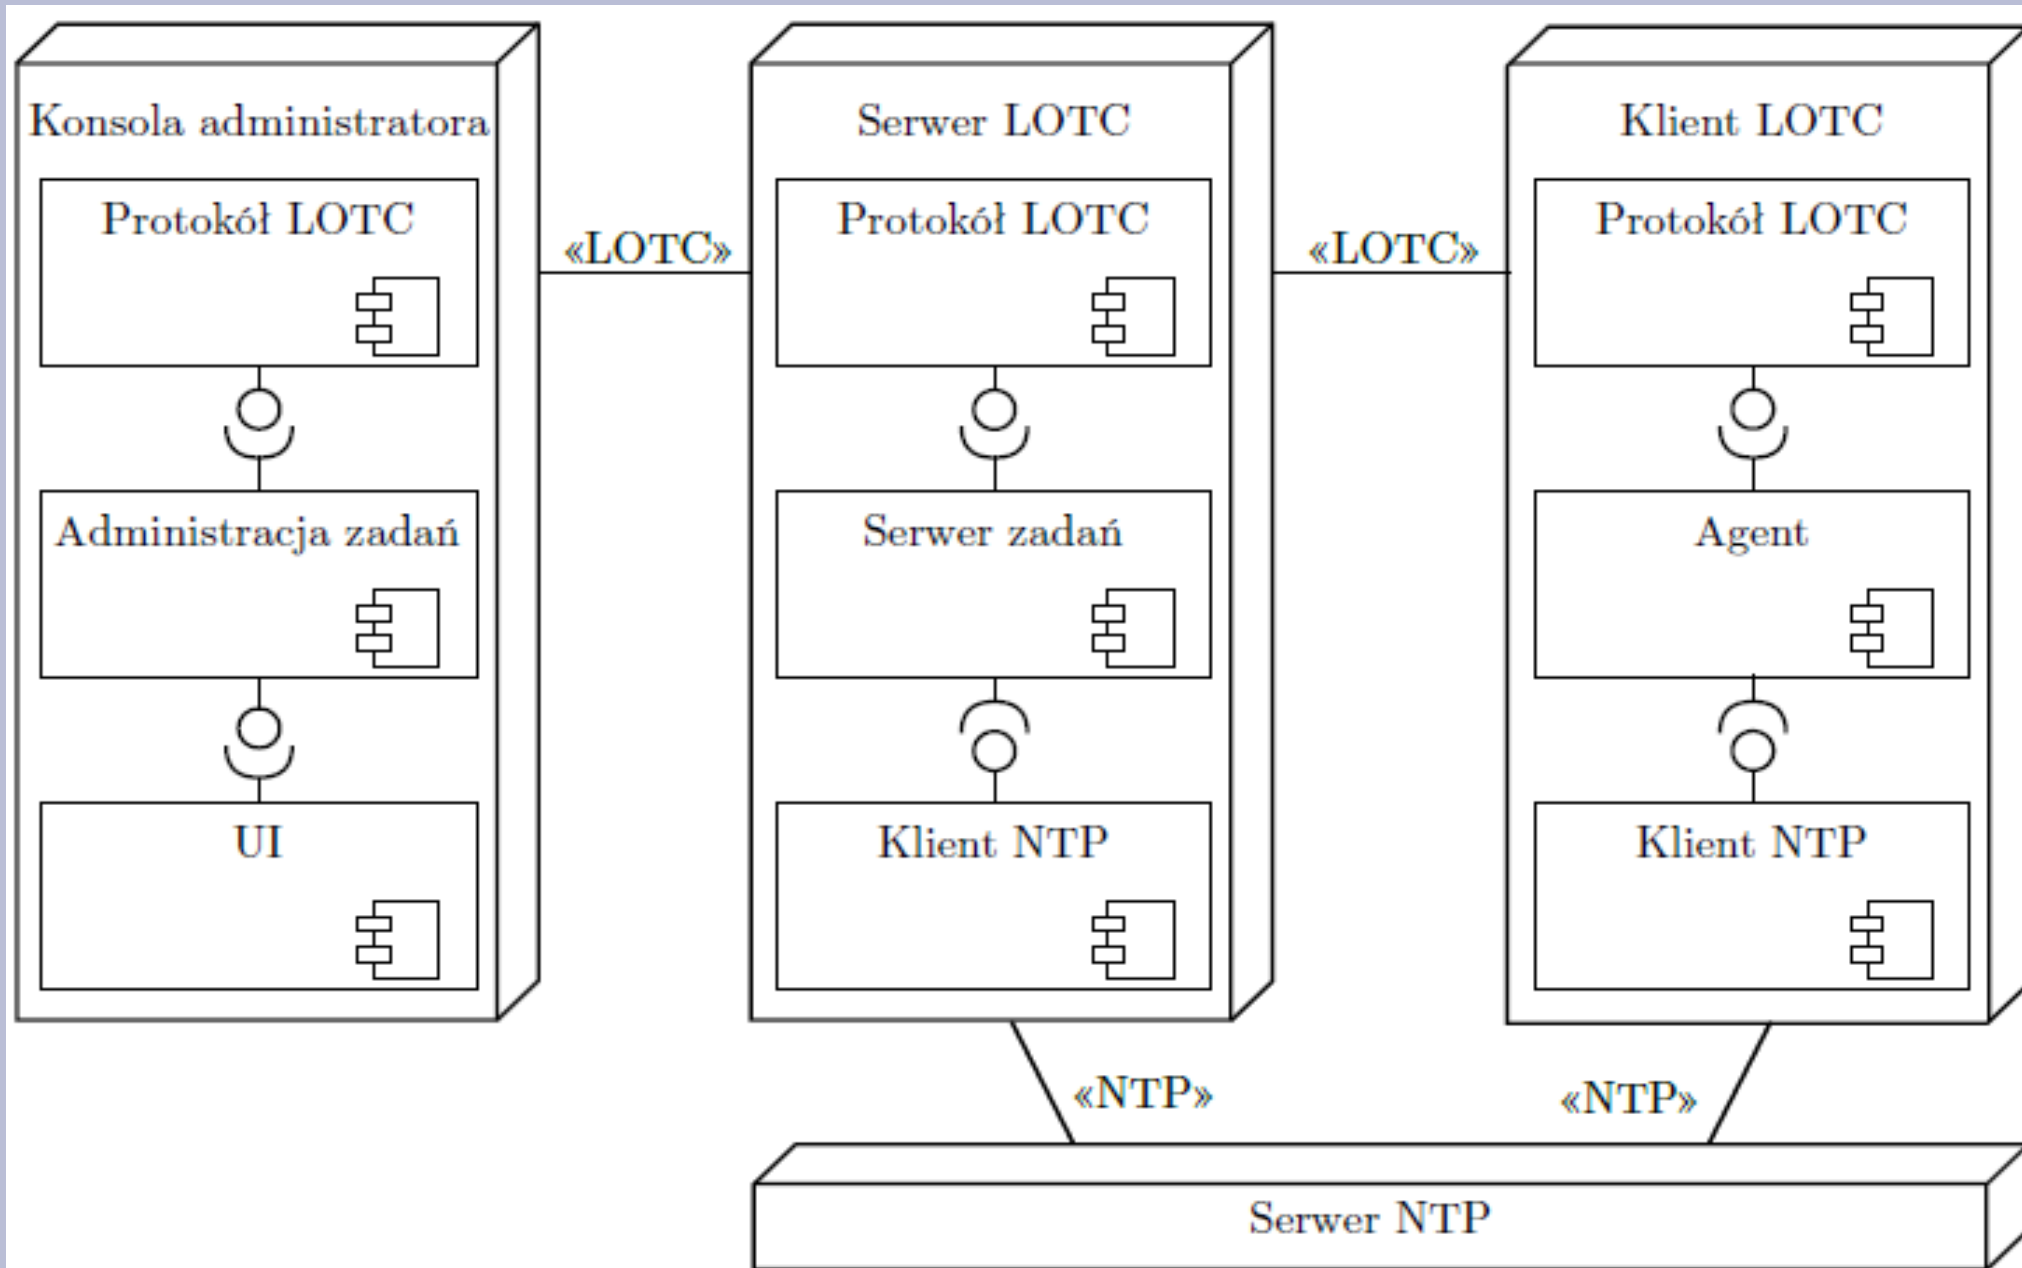 Konsola administratora
Protokół LOTC
Administracja zadań
UI
«LOTC»
Serwer LOTC
Protokół LOTC
Serwer zadań
Klient NTP
«LOTC»
Klient LOTC
Protokół LOTC
Agent
Klient NTP
«NTP»
«NTP»
Serwer NTP